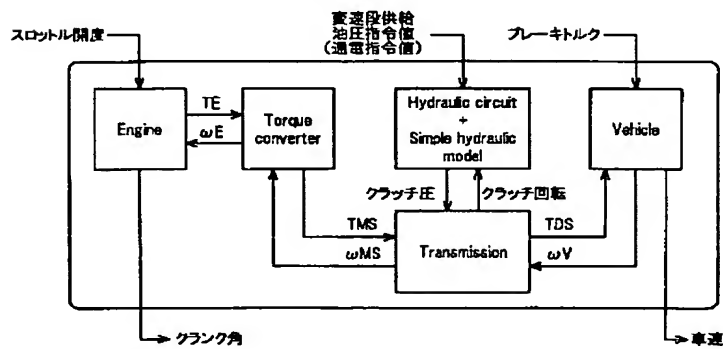 スロットル開度
変速段供給
油圧指令値
(通電指令値)
ブレーキトルク
Engine
TE
ωE
Torque
converter
Hydraulic circuit
+
Simple hydraulic
model
Vehicle
クラッチ圧
クラッチ回転
TMS
ωMS
Transmission
TDS
ωV
クランク角
車速